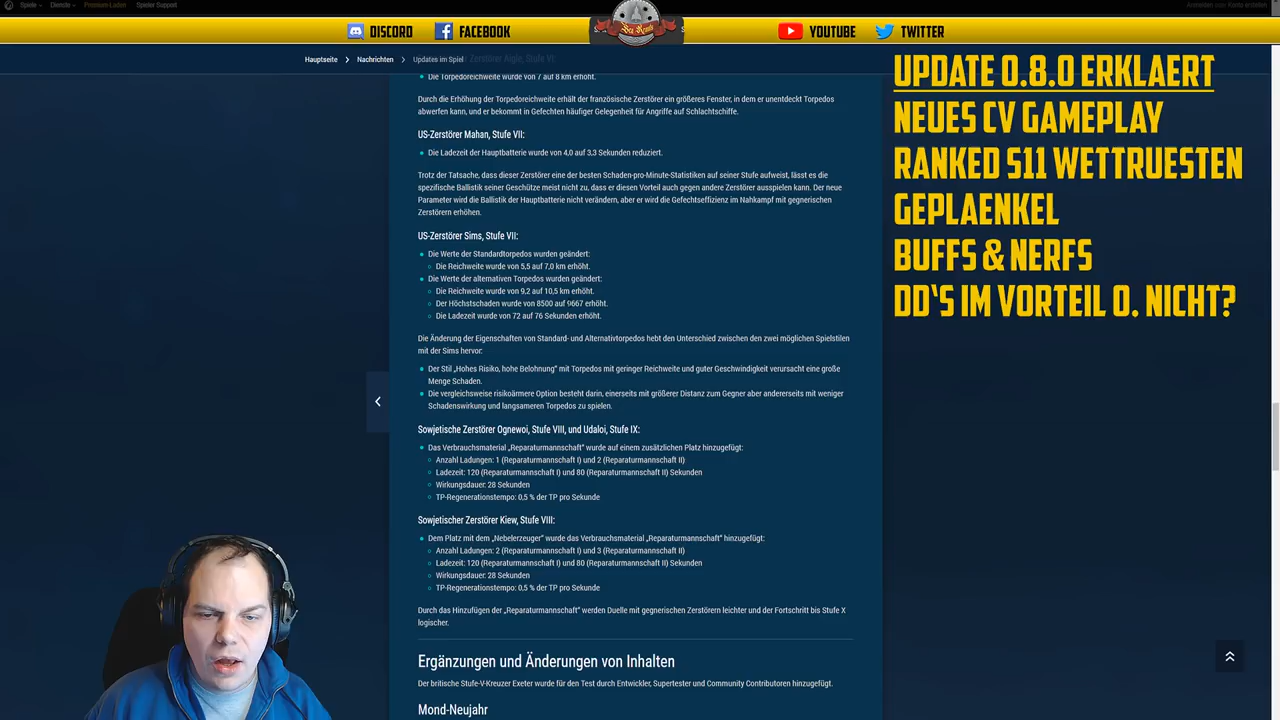 Spiele
Dienste
Premium-Laden
Spieler Support
Anmelden oder Konto erstellen
DISCORD
FACEBOOK
Sea Rams
YOUTUBE
TWITTER
Hauptseite
Nachrichten
Updates im Spiel
Zerstörer Aigle, Stufe VI:
Die Torpedoreichweite wurde von 7 auf 8 km erhöht.
Durch die Erhöhung der Torpedoreichweite erhält der französische Zerstörer ein größeres Fenster, in dem er unentdeckt Torpedos
abwerfen kann, und er bekommt in Gefechten häufiger Gelegenheit für Angriffe auf Schlachtschiffe.
US-Zerstörer Mahan, Stufe VII:
Die Ladezeit der Hauptbatterie wurde von 4,0 auf 3,3 Sekunden reduziert.
Trotz der Tatsache, dass dieser Zerstörer eine der besten Schaden-pro-Minute-Statistiken auf seiner Stufe aufweist, lässt es die
spezifische Ballistik seiner Geschütze meist nicht zu, dass er diesen Vorteil auch gegen andere Zerstörer ausspielen kann. Der neue
Parameter wird die Ballistik der Hauptbatterie nicht verändern, aber er wird die Gefechtseffizienz im Nahkampf mit gegnerischen
Zerstörern erhöhen.
US-Zerstörer Sims, Stufe VII:
Die Werte der Standardtorpedos wurden geändert:
Die Reichweite wurde von 5,5 auf 7,0 km erhöht.
Die Werte der alternativen Torpedos wurden geändert:
Die Reichweite wurde von 9,2 auf 10,5 km erhöht.
Der Höchstschaden wurde von 8500 auf 9667 erhöht.
Die Ladezeit wurde von 72 auf 76 Sekunden erhöht.
Die Änderung der Eigenschaften von Standard- und Alternativtorpedos hebt den Unterschied zwischen den zwei möglichen Spielstilen
mit der Sims hervor:
Der Stil „Hohes Risiko, hohe Belohnung" mit Torpedos mit geringer Reichweite und guter Geschwindigkeit verursacht eine große
Menge Schaden.
Die vergleichsweise risikoärmere Option besteht darin, einerseits mit größerer Distanz zum Gegner aber andererseits mit weniger
Schadenswirkung und langsameren Torpedos zu spielen.
Sowjetische Zerstörer Ognewoi, Stufe VIII, und Udaloi, Stufe IX:
Das Verbrauchsmaterial „Reparaturmannschaft" wurde auf einem zusätzlichen Platz hinzugefügt:
Anzahl Ladungen: 1 (Reparaturmannschaft I) und 2 (Reparaturmannschaft II)
Ladezeit: 120 (Reparaturmannschaft I) und 80 (Reparaturmannschaft II) Sekunden
Wirkungsdauer: 28 Sekunden
TP-Regenerationstempo: 0,5 % der TP pro Sekunde
Sowjetischer Zerstörer Kiew, Stufe VIII:
Dem Platz mit dem „Nebelerzeuger" wurde das Verbrauchsmaterial „Reparaturmannschaft" hinzugefügt:
Anzahl Ladungen: 2 (Reparaturmannschaft I) und 3 (Reparaturmannschaft II)
Ladezeit: 120 (Reparaturmannschaft I) und 80 (Reparaturmannschaft II) Sekunden
Wirkungsdauer: 28 Sekunden
TP-Regenerationstempo: 0,5 % der TP pro Sekunde
Durch das Hinzufügen der „Reparaturmannschaft" werden Duelle mit gegnerischen Zerstörern leichter und der Fortschritt bis Stufe X
logischer.
Ergänzungen und Änderungen von Inhalten
Der britische Stufe-V-Kreuzer Exeter wurde für den Test durch Entwickler, Supertester und Community Contributoren hinzugefügt.
Mond-Neujahr
UPDATE 0.8.0 ERKLAERT
NEUES CV GAMEPLAY
RANKED S11 WETTRUESTEN
GEPLAENKEL
BUFFS & NERFS
DD'S IM VORTEIL O. NICHT?